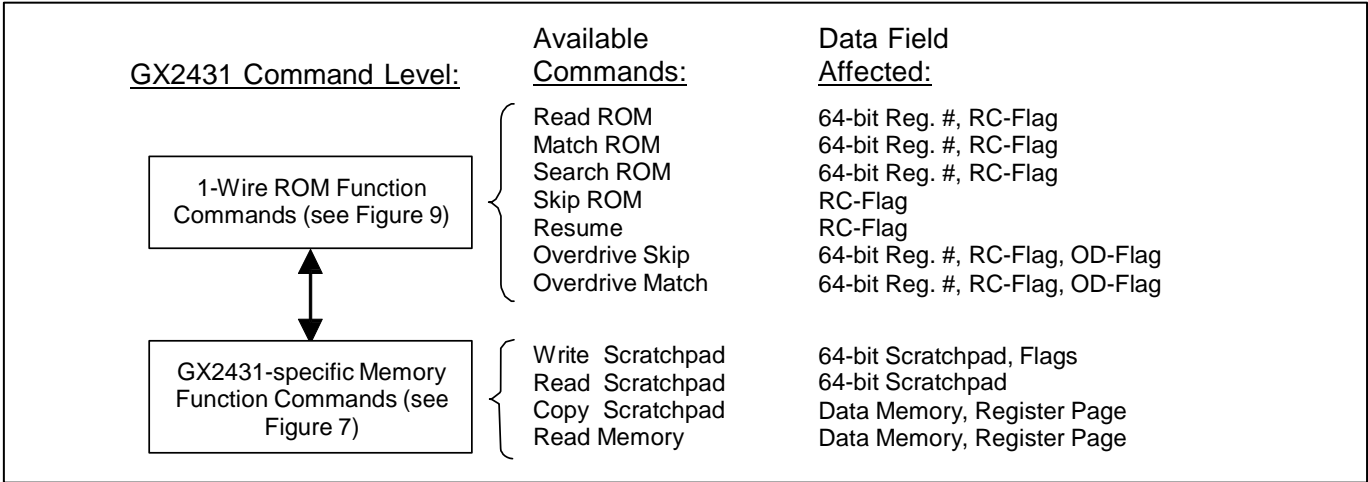 Available Data Field
GX2431 Command Level: Commands: Affected:
Read ROM 64-bit Reg. #, RC-Flag
Match ROM 64-bit Reg. #, RC-Flag
Search ROM 64-bit Reg. #, RC-Flag
1-Wire ROM Function
Commands (see Figure 9)
Skip ROM RC-Flag
Resume RC-Flag
Overdrive Skip 64-bit Reg. #, RC-Flag, OD-Flag
Overdrive Match 64-bit Reg. #, RC-Flag, OD-Flag
GX2431-specific Memory
Function Commands (see
Figure 7)
Write Scratchpad 64-bit Scratchpad, Flags
Read Scratchpad 64-bit Scratchpad
Copy Scratchpad Data Memory, Register Page
Read Memory Data Memory, Register Page